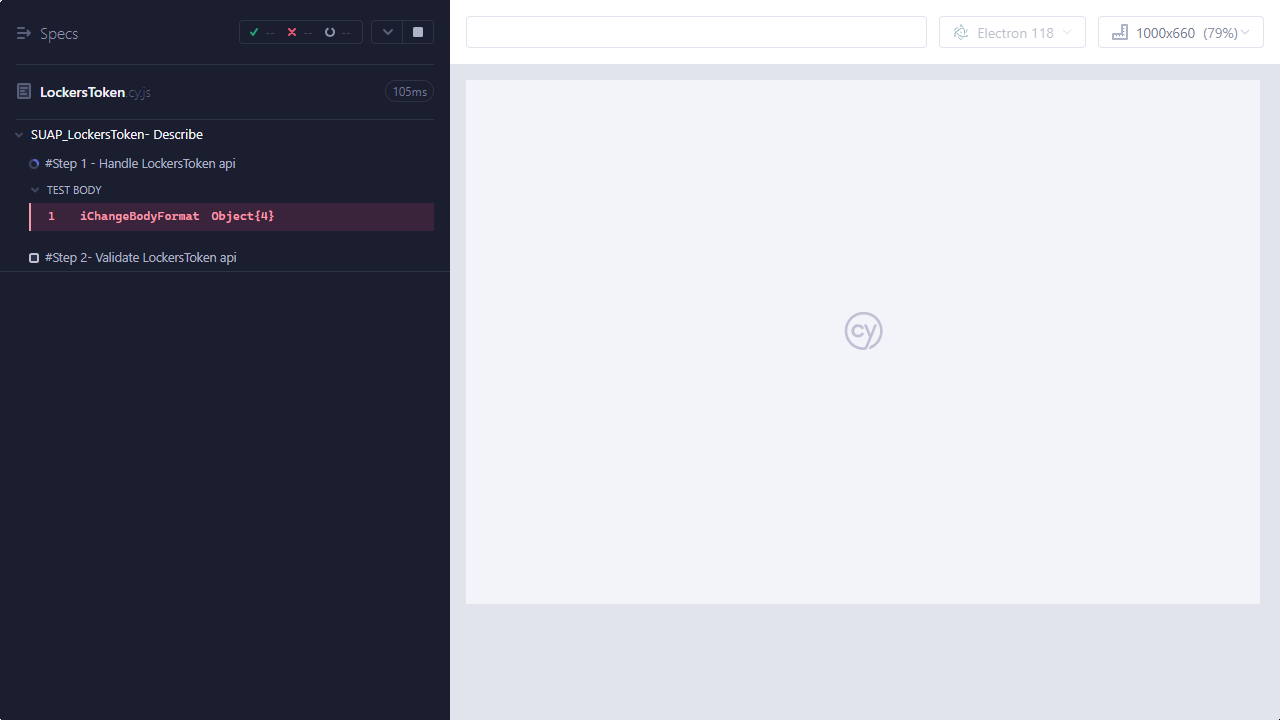 Specs -- -- --
LockersToken.cy.js 105ms
SUAP_LockersToken- Describe
#Step 1 - Handle LockersToken api
TEST BODY
1 iChangeBodyFormat Object{4}
#Step 2- Validate LockersToken api
Electron 118
1000x660 (79%)
cy